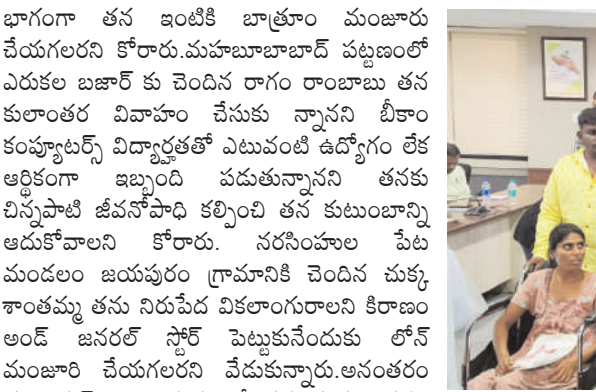 భాగంగా తన ఇంటికి బాత్రూం మంజూరు
చేయగలరని కోరారు.మహబూబాబాద్ పట్టణంలో
ఎరుకల బజార్ కు చెందిన రాగం రాంబాబు తన
కులాంతర వివాహం చేసుకు న్నానని బీకాం
కంప్యూటర్స్ విద్యార్హతతో ఎటువంటి ఉద్యోగం లేక
ఆర్థికంగా ఇబ్బంది పడుతున్నానని తనకు
చిన్నపాటి జీవనోపాధి కల్పించి తన కుటుంబాన్ని
ఆదుకోవాలని కోరారు. నరసింహుల పేట
మండలం జయపురం గ్రామానికి చెందిన చుక్క
శాంతమ్మ తను నిరుపేద వికలాంగురాలని కిరాణం
అండ్ జనరల్ స్టోర్ పెట్టుకునేందుకు లోన్
మంజూరి చేయగలరని వేడుకున్నారు.అనంతరం